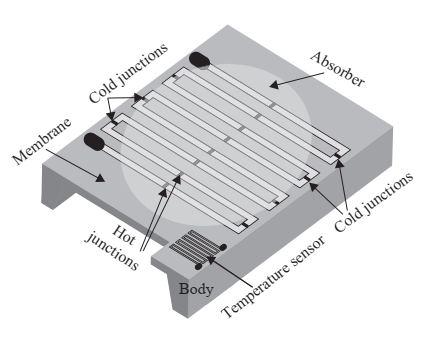 Absorber
Cold junctions
Membrane
Hot
junctions
Cold junctions
Temperature sensor
Body